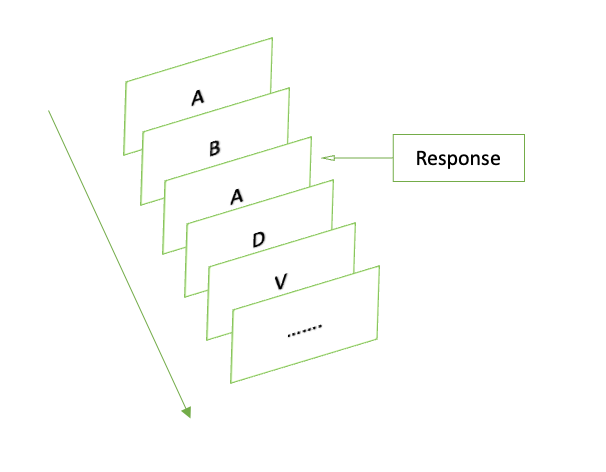 A
B
Response
A
D
V
.......